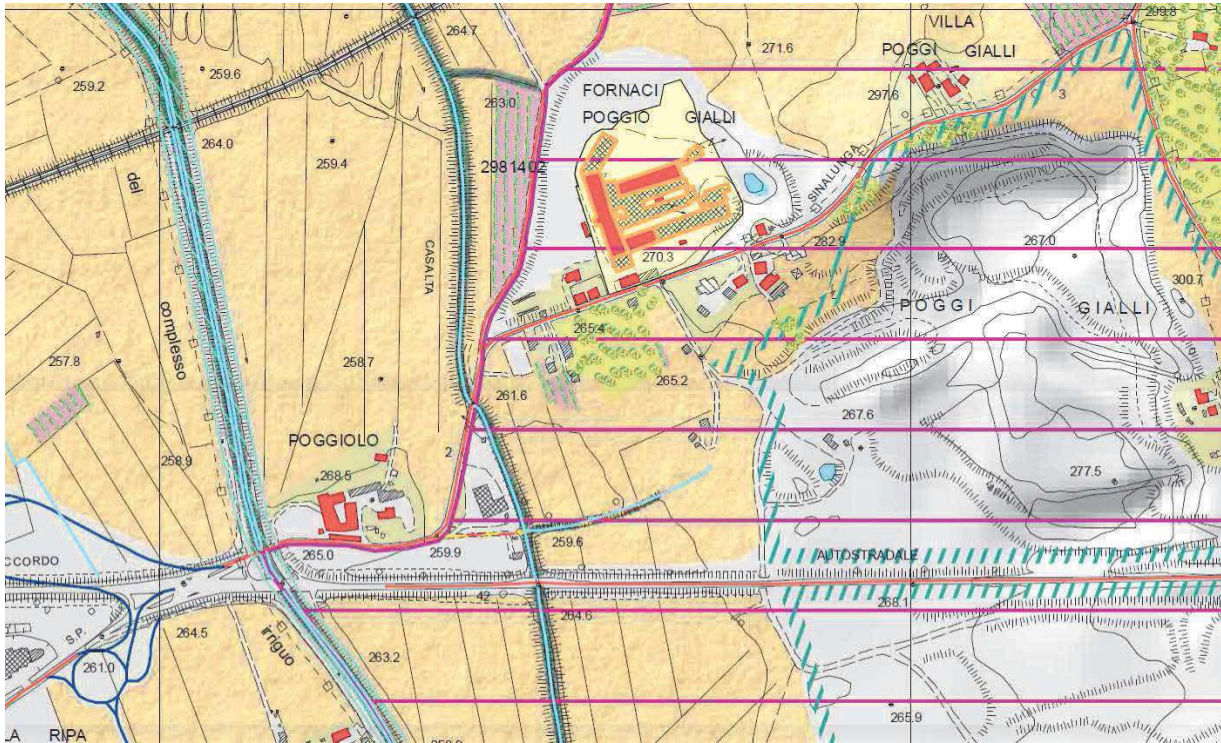 264.7
299.8
VILLA
271.6
POGGI GIALLI
259.6
259.2
297.6
3
263.0
FORNACI
POGGIO GIALLI
264.0
259.4
2981402
SINALUNGA
del
CASALTA
270.3
282.9
267.0
300.7
complesso
POGGI GIALLI
265.4
257.8
258.7
265.2
261.6
267.6
POGGIOLO
2
258.9
268.5
277.5
265.0
259.9
259.6
AUTOSTRADALE
CCORDO
42
264.6
268.1
S.P.
264.5
irriguo
261.0
263.2
265.9
LA RIPA